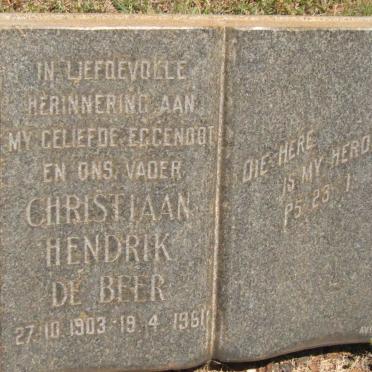 IN LIEFDEVOLLE
HERINNERING AAN
MY GELIEFDE EGGENOOT
EN ONS VADER
CHRISTIAAN
HENDRIK
DE BEER
27.10.1903-19.4.1961
DIE HERE
IS MY HERD
PS. 23:1